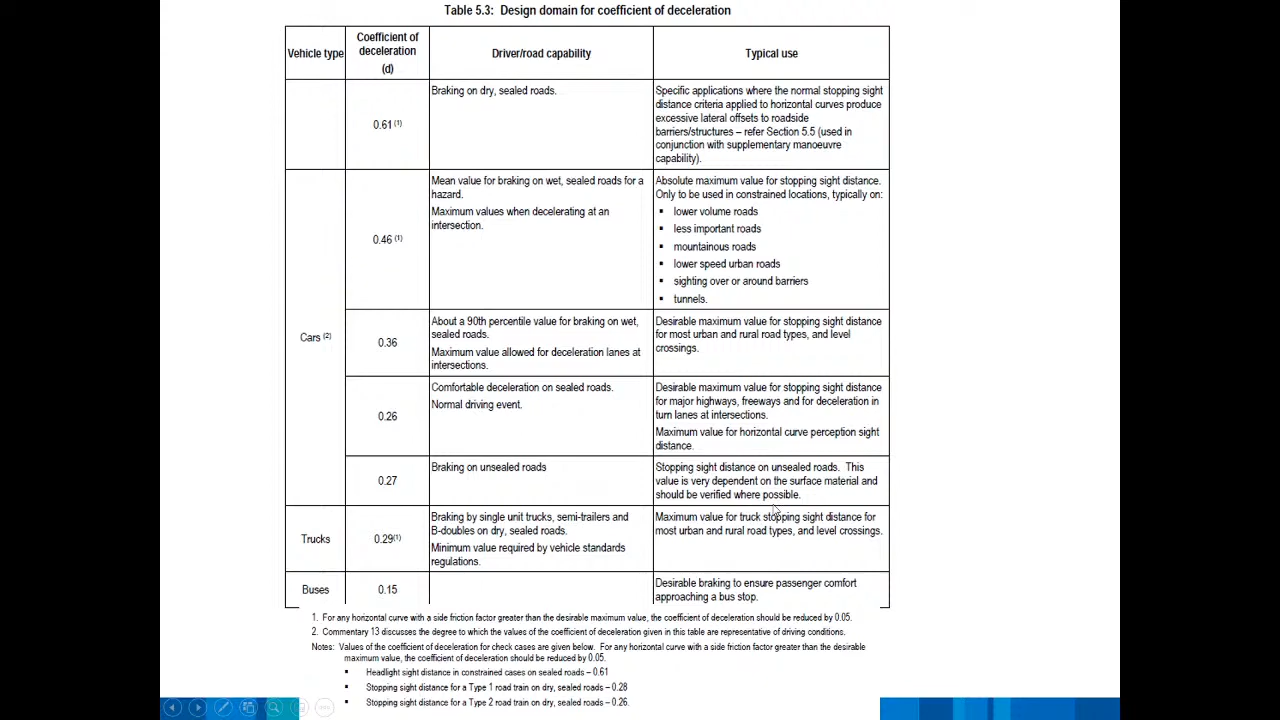 Table 5.3: Design domain for coefficient of deceleration
Vehicle type
Coefficient of
deceleration
(d)
Driver/road capability
Typical use
0.61 (1)
Braking on dry, sealed roads.
Specific applications where the normal stopping sight
distance criteria applied to horizontal curves produce
excessive lateral offsets to roadside
barriers/structures – refer Section 5.5 (used in
conjunction with supplementary manoeuvre
capability).
Cars (2)
0.46 (1)
Mean value for braking on wet, sealed roads for a
hazard.
Maximum values when decelerating at an
intersection.
Absolute maximum value for stopping sight distance.
Only to be used in constrained locations, typically on:
▪ lower volume roads
▪ less important roads
▪ mountainous roads
▪ lower speed urban roads
▪ sighting over or around barriers
▪ tunnels.
0.36
About a 90th percentile value for braking on wet,
sealed roads.
Maximum value allowed for deceleration lanes at
intersections.
Desirable maximum value for stopping sight distance
for most urban and rural road types, and level
crossings.
0.26
Comfortable deceleration on sealed roads.
Normal driving event.
Desirable maximum value for stopping sight distance
for major highways, freeways and for deceleration in
turn lanes at intersections.
Maximum value for horizontal curve perception sight
distance.
0.27
Braking on unsealed roads
Stopping sight distance on unsealed roads. This
value is very dependent on the surface material and
should be verified where possible.
Trucks
0.29(1)
Braking by single unit trucks, semi-trailers and
B-doubles on dry, sealed roads.
Minimum value required by vehicle standards
regulations.
Maximum value for truck stopping sight distance for
most urban and rural road types, and level crossings.
Buses
0.15
Desirable braking to ensure passenger comfort
approaching a bus stop.
1. For any horizontal curve with a side friction factor greater than the desirable maximum value, the coefficient of deceleration should be reduced by 0.05.
2. Commentary 13 discusses the degree to which the values of the coefficient of deceleration given in this table are representative of driving conditions.
Notes: Values of the coefficient of deceleration for check cases are given below. For any horizontal curve with a side friction factor greater than the desirable
maximum value, the coefficient of deceleration should be reduced by 0.05.
▪ Headlight sight distance in constrained cases on sealed roads – 0.61
▪ Stopping sight distance for a Type 1 road train on dry, sealed roads – 0.28
▪ Stopping sight distance for a Type 2 road train on dry, sealed roads – 0.26.